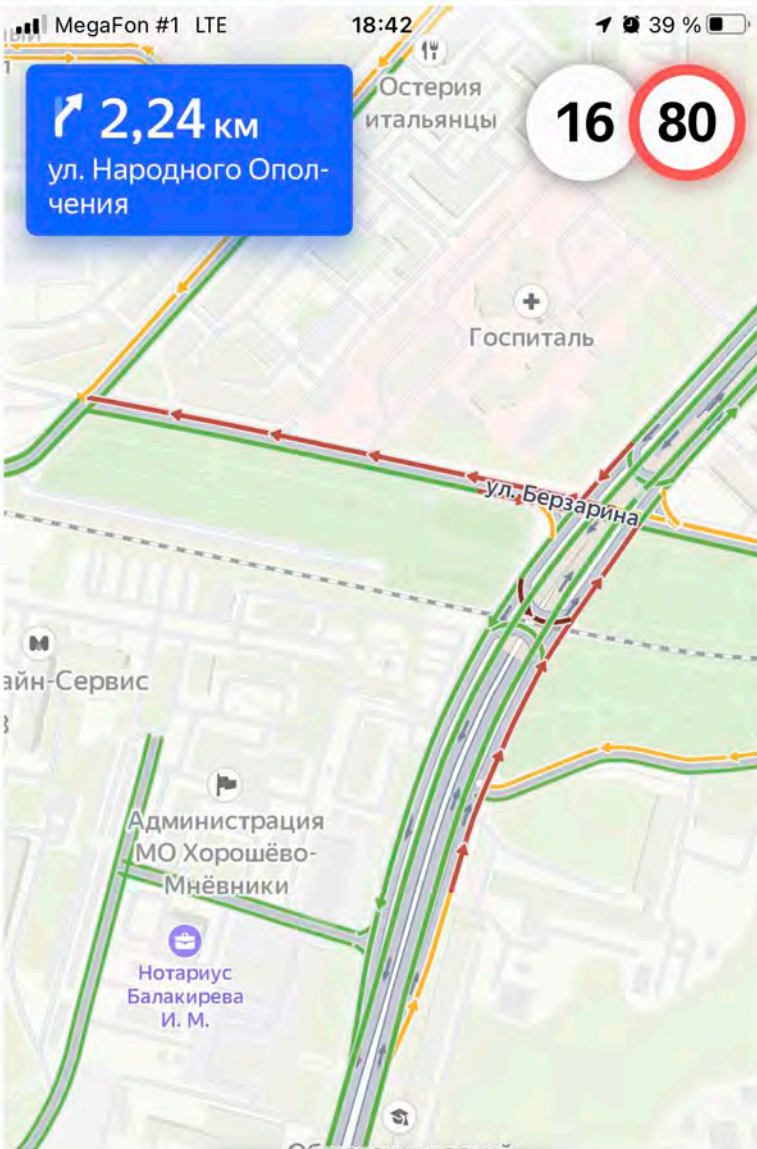 MegaFon #1 LTE 18:42 39 %
Остерия
итальянцы
2,24 км
ул. Народного Опол-
чения
16 80
Госпиталь
ул. Берзарина
айн-Сервис
Администрация
МО Хорошёво-
Мнёвники
Нотариус
Балакирева
И. М.